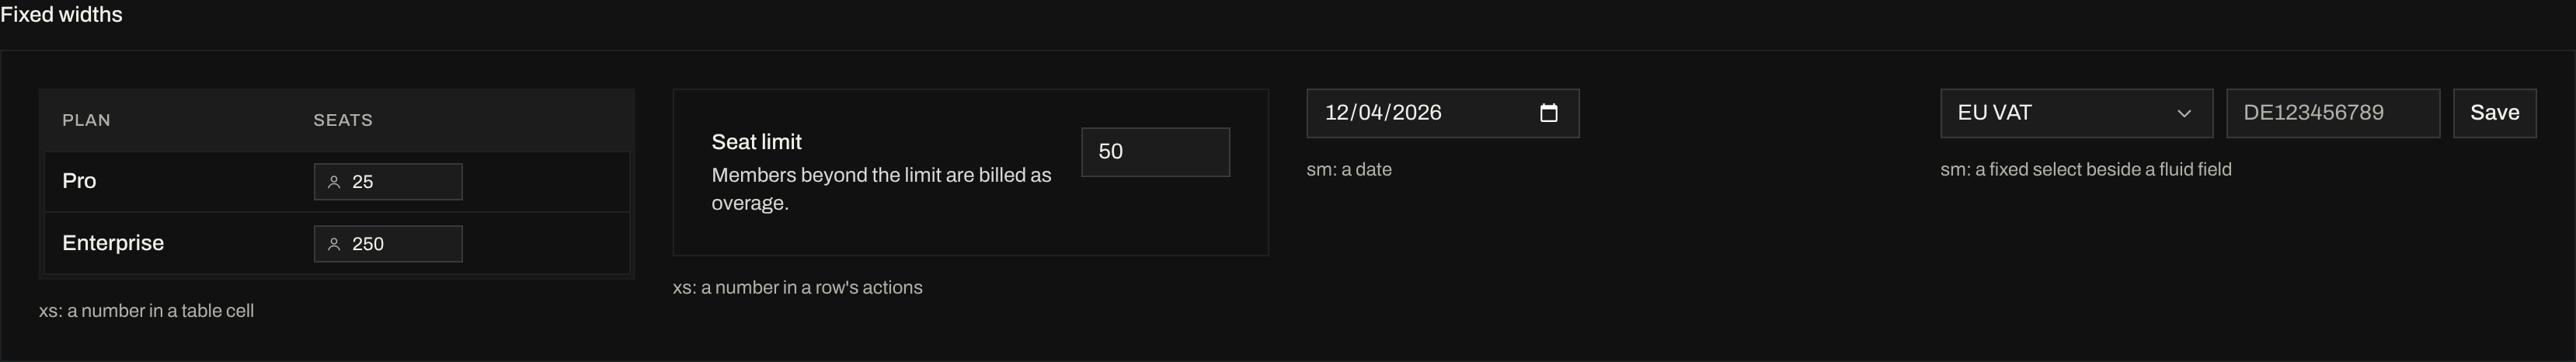 Fixed widths
PLAN SEATS
Pro 25
Enterprise 250
xs: a number in a table cell
Seat limit
Members beyond the limit are billed as
overage.
50
xs: a number in a row's actions
12/04/2026
sm: a date
EU VAT DE123456789 Save
sm: a fixed select beside a fluid field